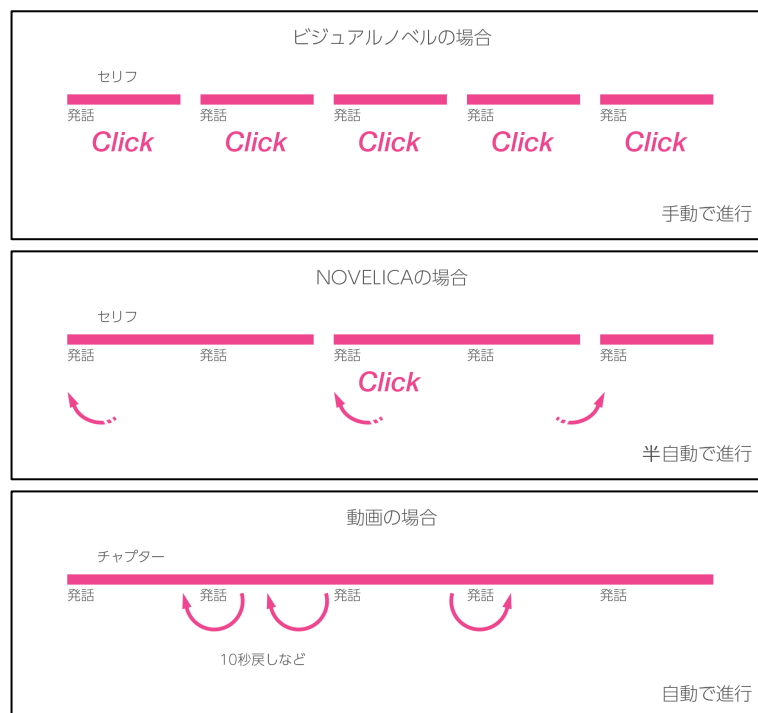 ビジュアルノベルの場合
セリフ
発話 発話 発話 発話 発話
Click Click Click Click Click
手動で進行
NOVELICAの場合
セリフ
発話 発話 発話 発話 発話
Click
半自動で進行
動画の場合
チャプター
発話 発話 発話 発話 発話
10秒戻しなど
自動で進行